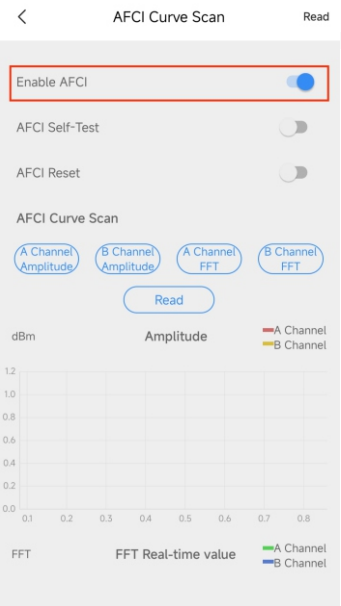 AFCI Curve Scan Read
Enable AFCI
AFCI Self-Test
AFCI Reset
AFCI Curve Scan
A Channel Amplitude
B Channel Amplitude
A Channel FFT
B Channel FFT
Read
dBm Amplitude A Channel
B Channel
1.2
1.0
0.8
0.6
0.4
0.2
0.0
0.1 0.2 0.3 0.4 0.5 0.6 0.7 0.8
FFT FFT Real-time value A Channel
B Channel